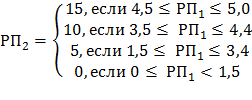 15, если 4,5 ≤ РП₁ ≤ 5,0
10, если 3,5 ≤ РП₁ ≤ 4,4
РП₂ =
5, если 1,5 ≤ РП₁ ≤ 3,4
0, если 0 ≤ РП₁ < 1,5